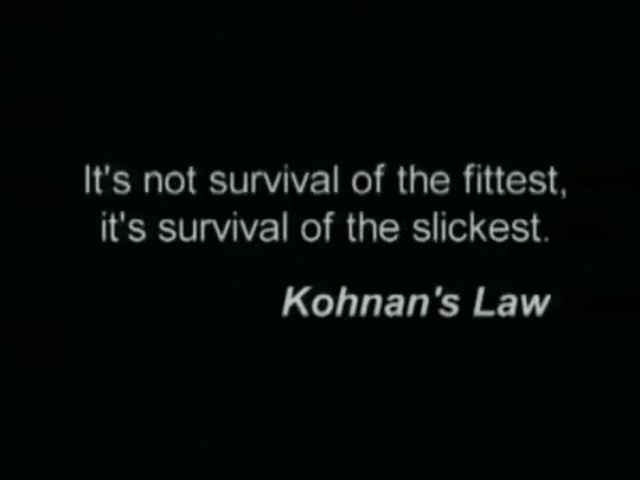 It's not survival of the fittest,
it's survival of the slickest.
Kohnan's Law